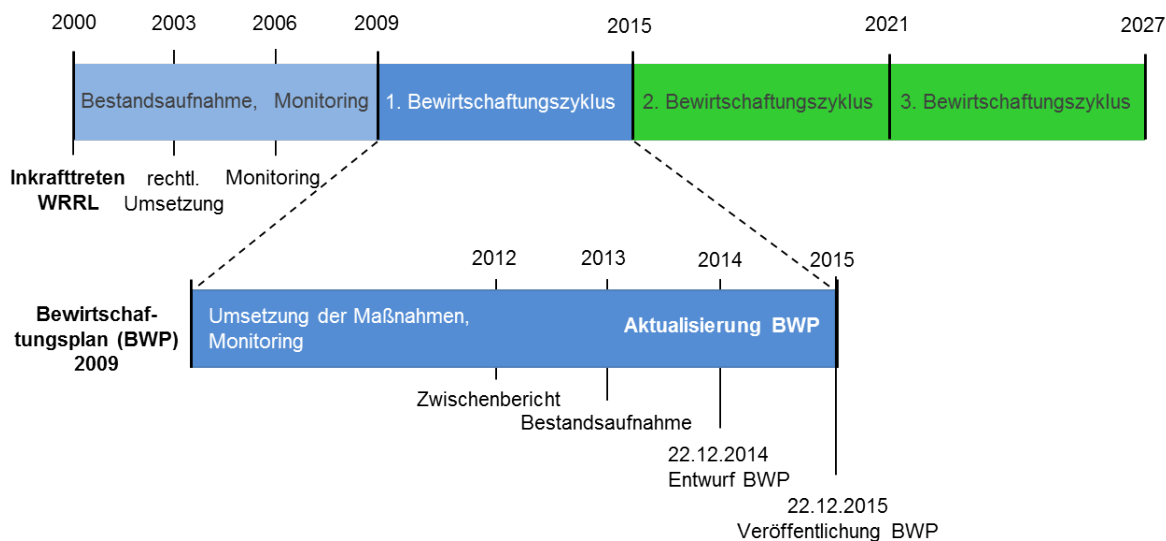 2000 2003 2006 2009 2015 2021 2027
Bestandsaufnahme, Monitoring 1. Bewirtschaftungszyklus 2. Bewirtschaftungszyklus 3. Bewirtschaftungszyklus
Inkrafttreten
WRRL
rechtl.
Umsetzung
Monitoring
2012 2013 2014 2015
Bewirtschaf-
tungsplan (BWP)
2009
Umsetzung der Maßnahmen,
Monitoring
Aktualisierung BWP
Zwischenbericht
Bestandsaufnahme
22.12.2014
Entwurf BWP
22.12.2015
Veröffentlichung BWP